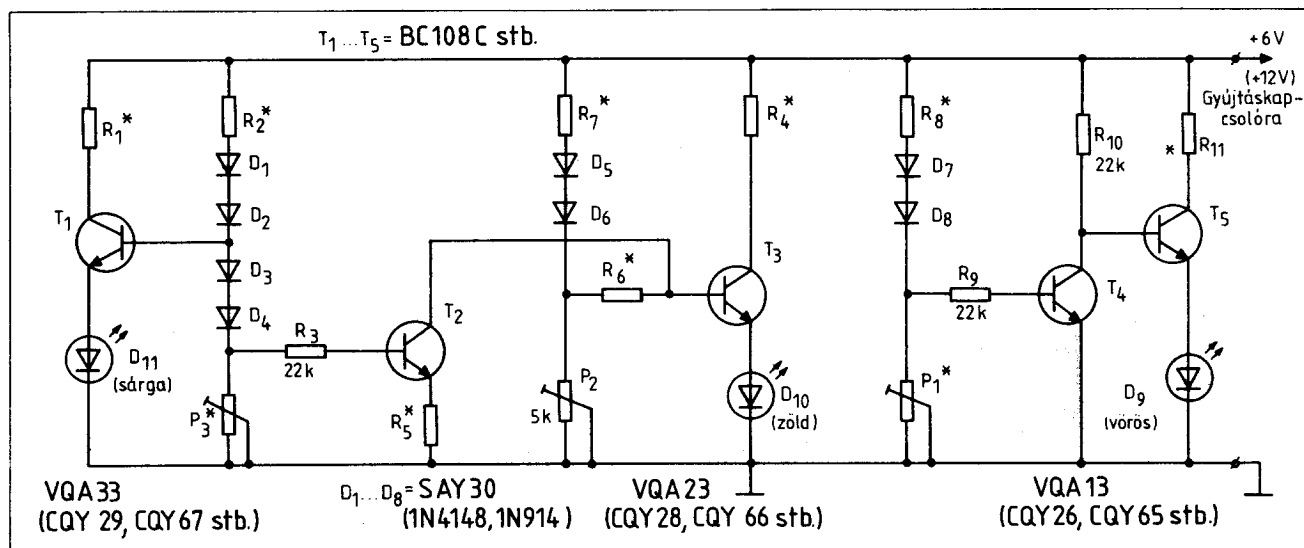 T1...T5 = BC108C stb.
+6V
(+12V)
Gyújtáskap-
csolóra
R1*
R2*
R7*
R4*
R8*
R10
22k
* R11
D1
D5
D7
T1
D2
D6
D8
T5
D3
R6*
T3
R9
22k
T4
D4
R3
22k
T2
D11
(sárga)
P3*
R5*
P2
5k
D10
(zöld)
P1*
D9
(vörös)
VQA33
(CQY 29, CQY67 stb.)
D1...D8 = SAY30
(1N4148, 1N914)
VQA23
(CQY28, CQY 66 stb.)
VQA13
(CQY26, CQY65 stb.)